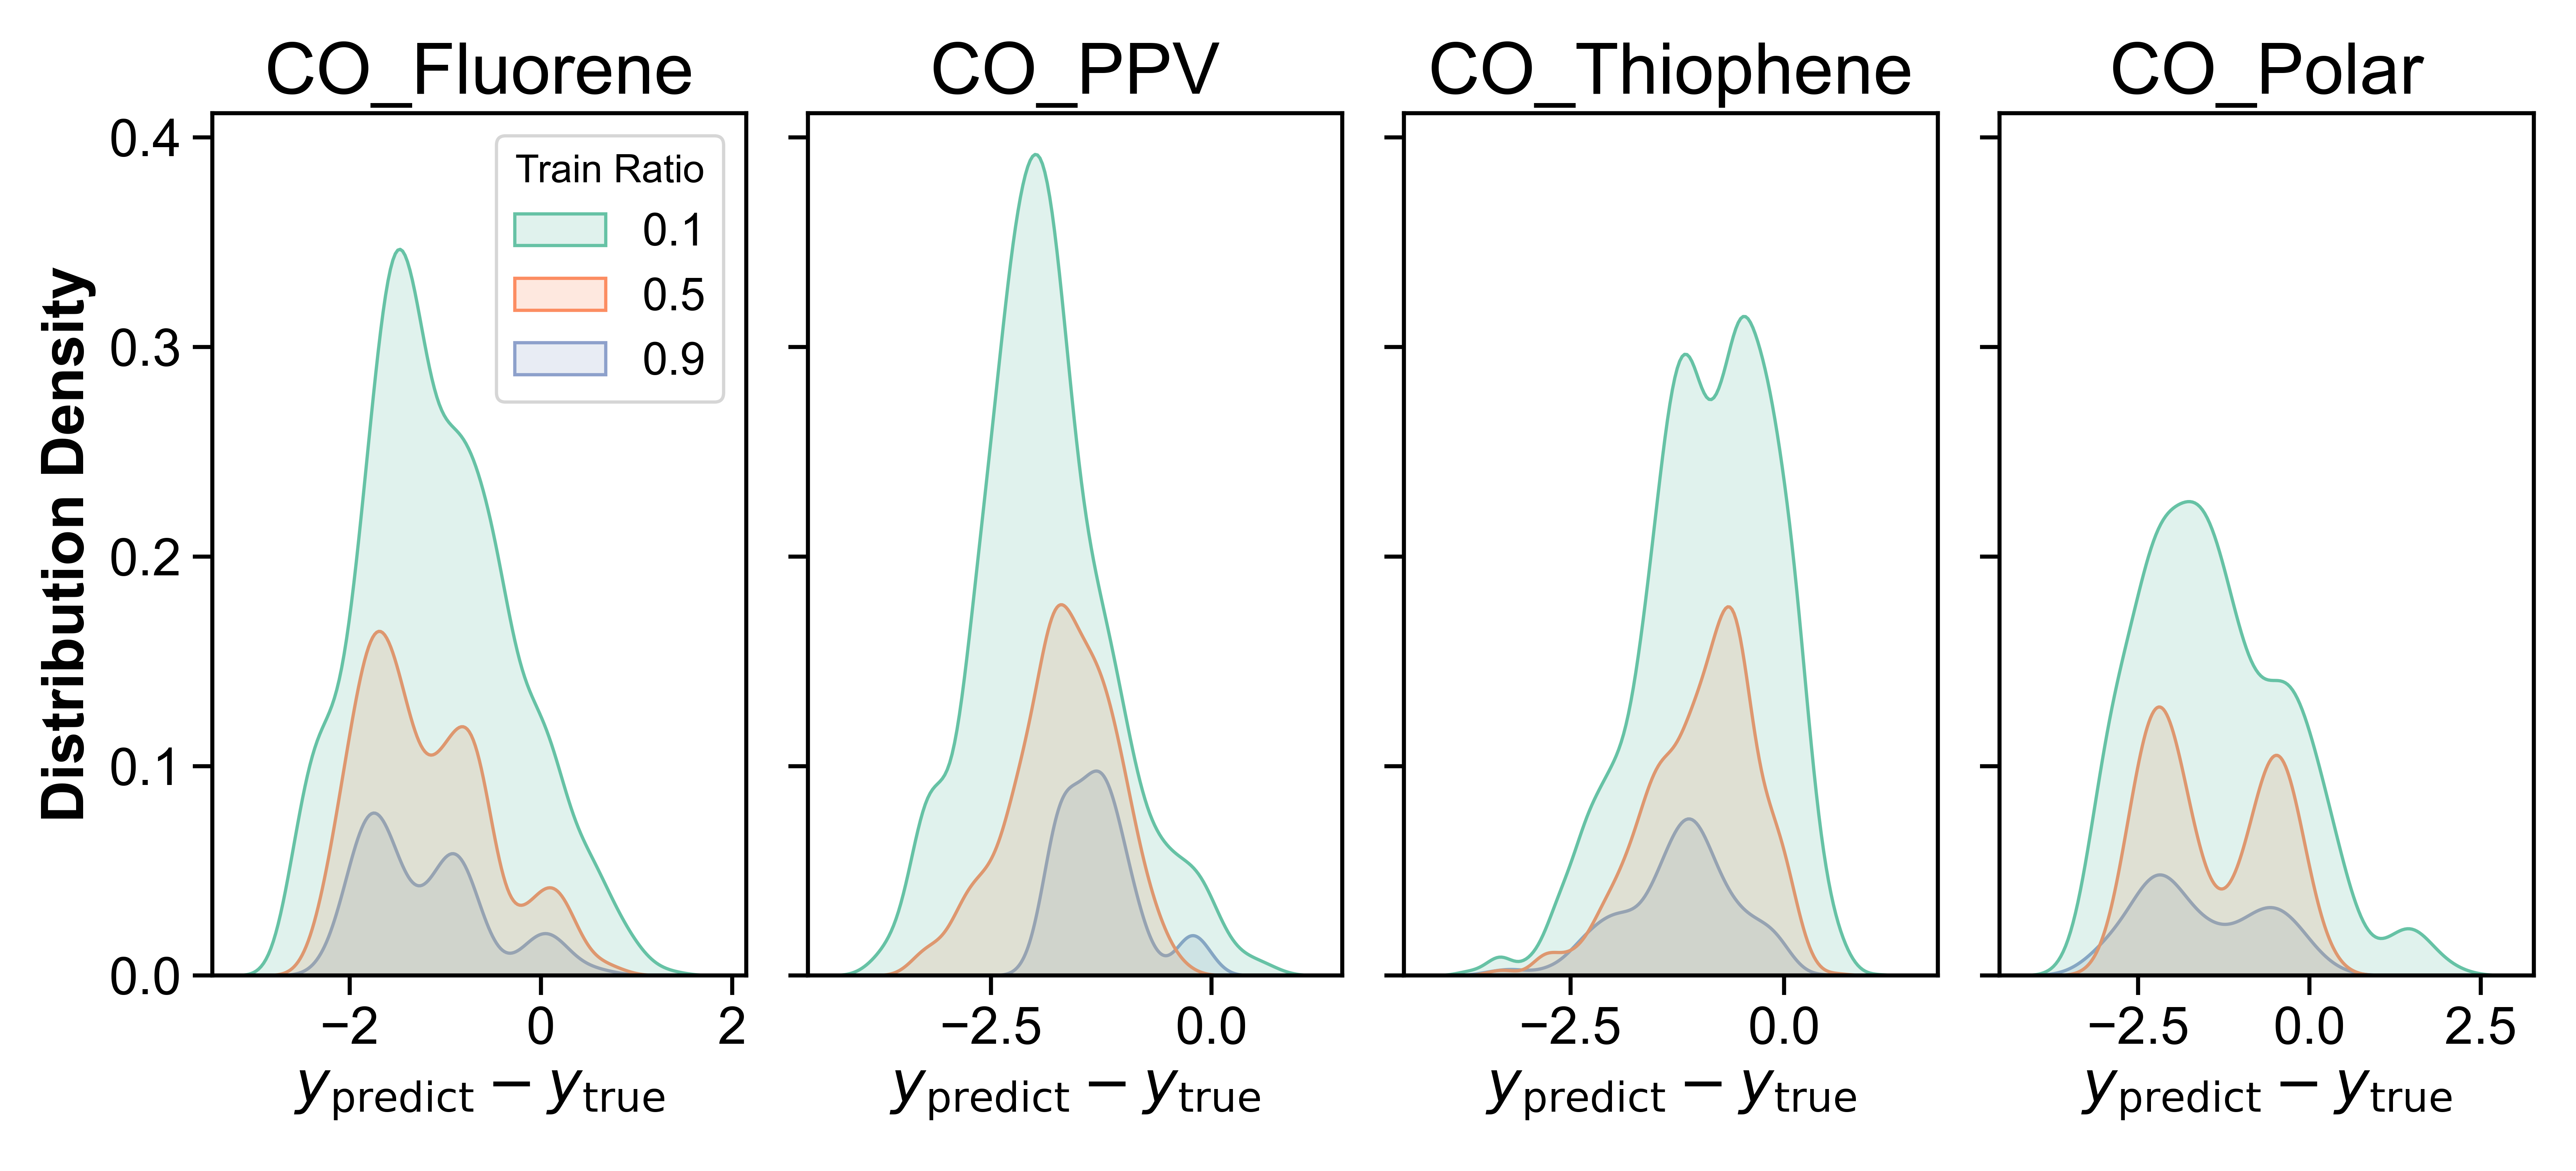 CO_Fluorene
CO_PPV
CO_Thiophene
CO_Polar
Distribution Density
0.4
0.3
0.2
0.1
0.0
Train Ratio
0.1
0.5
0.9
−2 0 2
−2.5 0.0
−2.5 0.0
−2.5 0.0 2.5
y_predict − y_true
y_predict − y_true
y_predict − y_true
y_predict − y_true